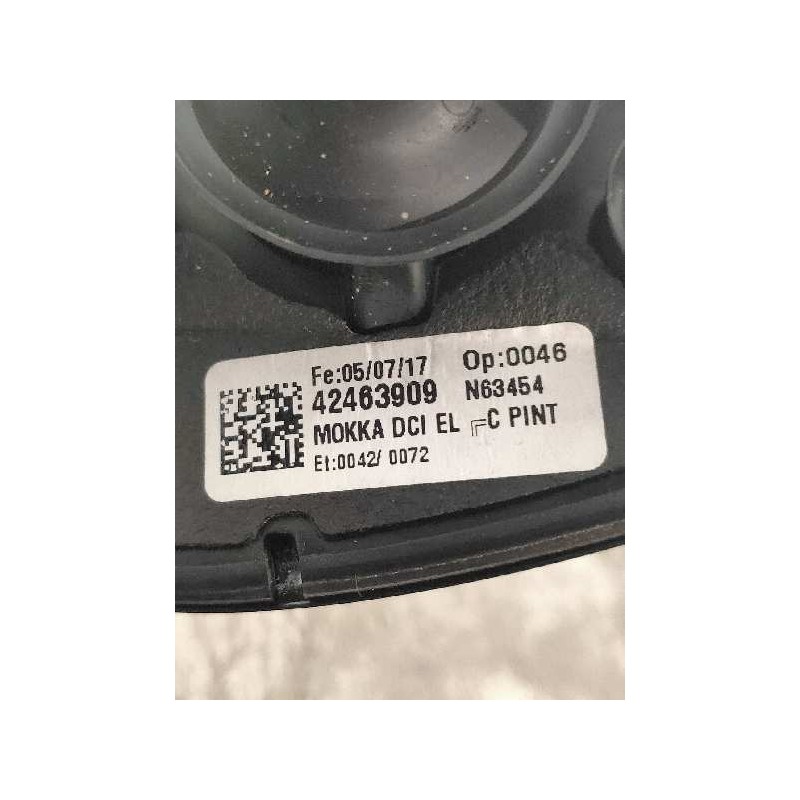 Fe:05/07/17 Op:0046
42463909 N63454
MOKKA DCI EL C PINT
Et:0042/ 0072